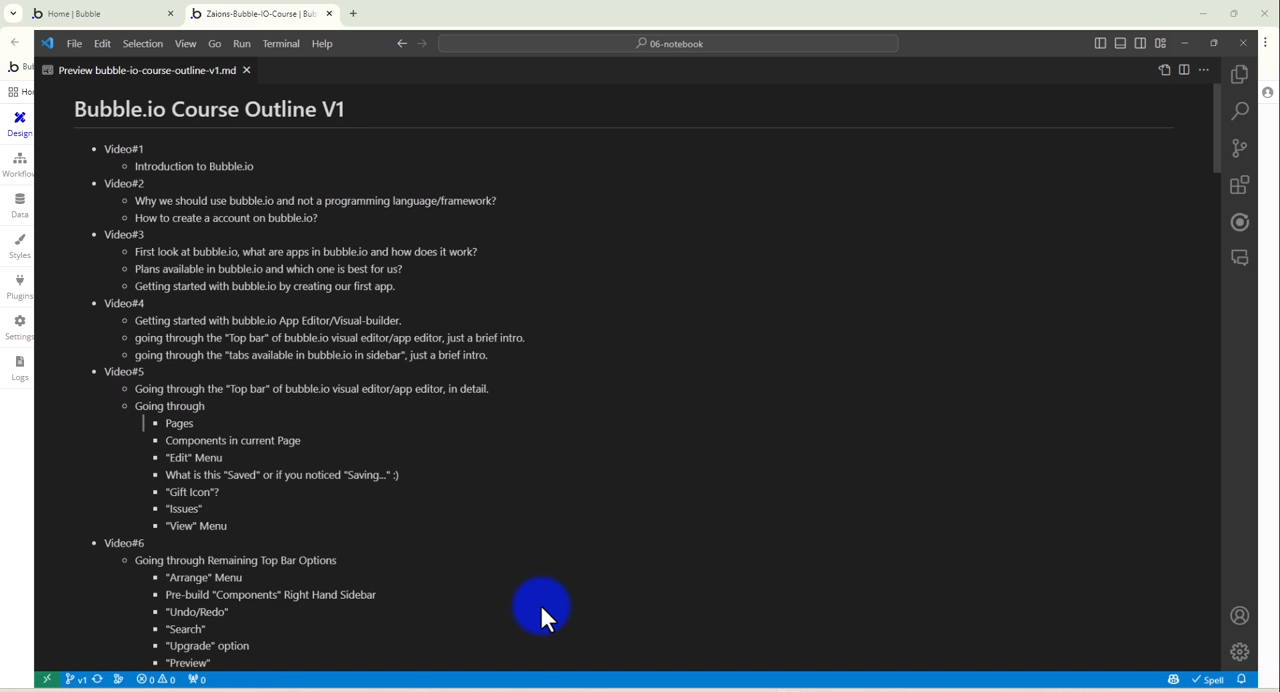 Home | Bubble
Zaions-Bubble-IO-Course | Bub
Bu
Ho
Design
Workflow
Data
Styles
Plugins
Settings
Logs
File Edit Selection View Go Run Terminal Help
06-notebook
Preview bubble-io-course-outline-v1.md
Bubble.io Course Outline V1
Video#1
Introduction to Bubble.io
Video#2
Why we should use bubble.io and not a programming language/framework?
How to create a account on bubble.io?
Video#3
First look at bubble.io, what are apps in bubble.io and how does it work?
Plans available in bubble.io and which one is best for us?
Getting started with bubble.io by creating our first app.
Video#4
Getting started with bubble.io App Editor/Visual-builder.
going through the "Top bar" of bubble.io visual editor/app editor, just a brief intro.
going through the "tabs available in bubble.io in sidebar", just a brief intro.
Video#5
Going through the "Top bar" of bubble.io visual editor/app editor, in detail.
Going through
Pages
Components in current Page
"Edit" Menu
What is this "Saved" or if you noticed "Saving..." :)
"Gift Icon"?
"Issues"
"View" Menu
Video#6
Going through Remaining Top Bar Options
"Arrange" Menu
Pre-build "Components" Right Hand Sidebar
"Undo/Redo"
"Search"
"Upgrade" option
"Preview"
v1 0 0 0 Spell